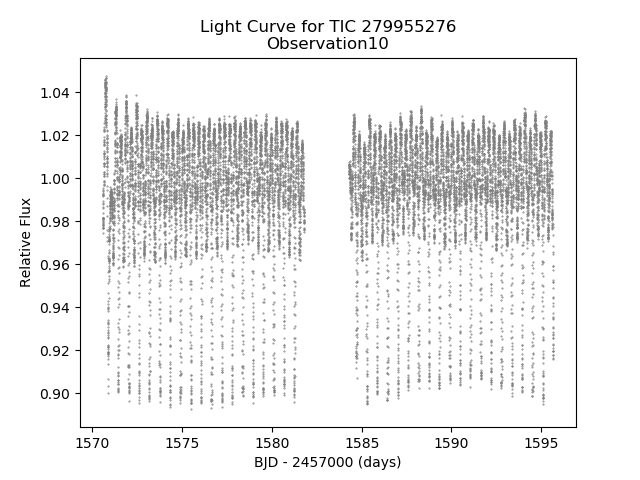 Light Curve for TIC 279955276
Observation10
1.04
1.02
1.00
0.98
0.96
0.94
0.92
0.90
Relative Flux
1570 1575 1580 1585 1590 1595
BJD - 2457000 (days)